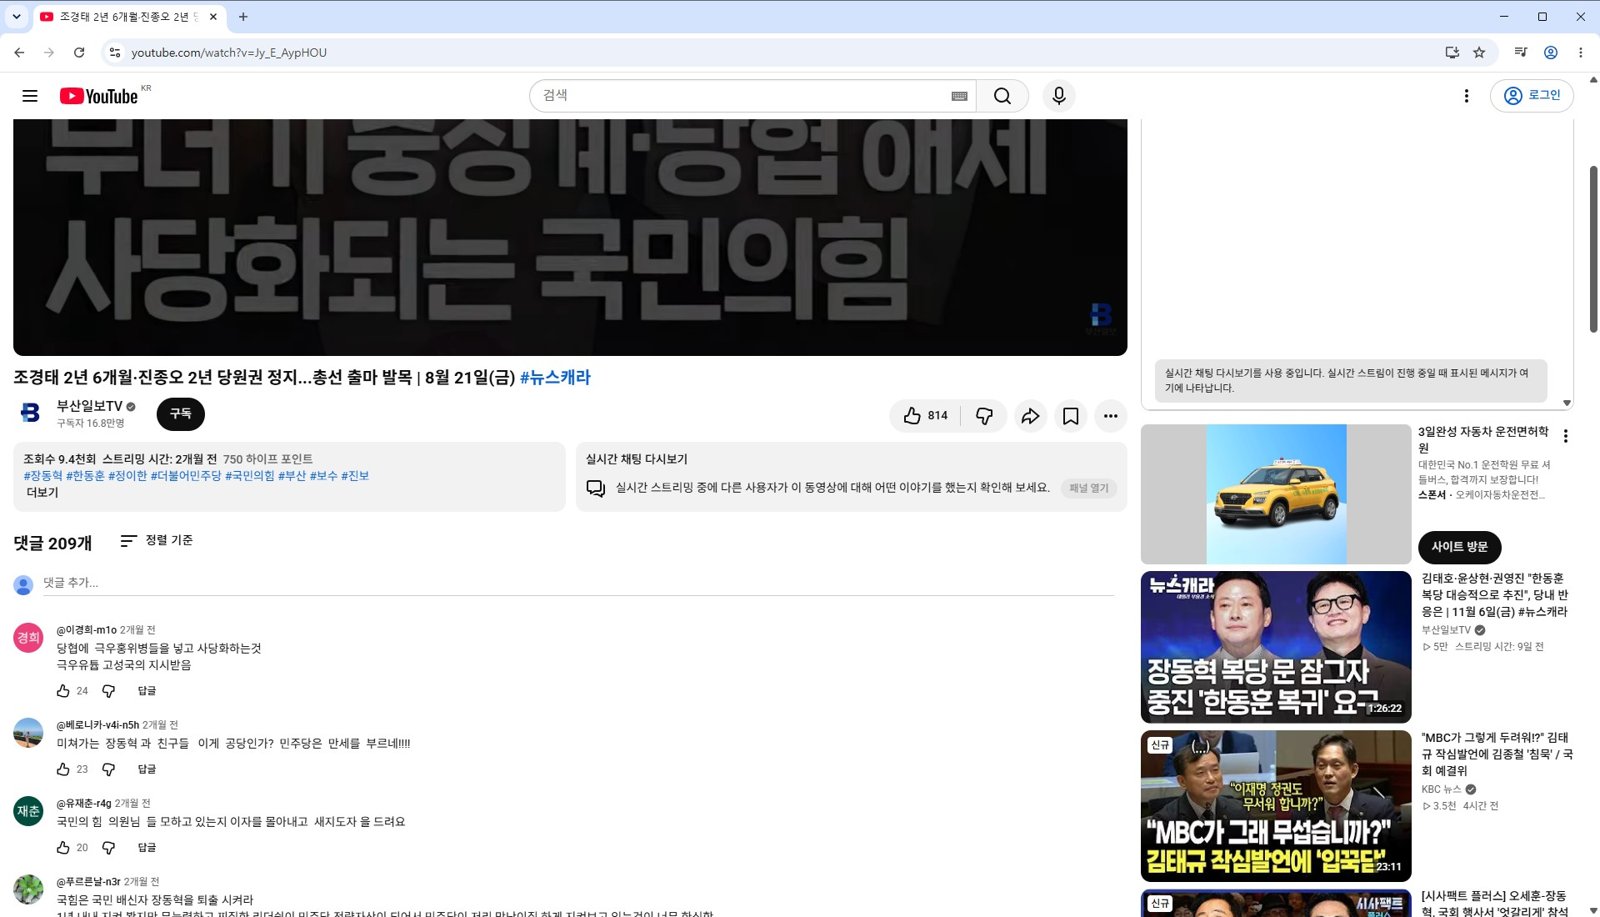 조경태 2년 6개월·진종오 2년 당
youtube.com/watch?v=Jy_E_AypHOU
YouTube KR
검색
로그인
사당화되는 국민의힘
부산일보
조경태 2년 6개월·진종오 2년 당원권 정지...총선 출마 발목 | 8월 21일(금) #뉴스캐라
부산일보TV
구독자 16.8만명
구독
814
조회수 9.4천회 스트리밍 시간: 2개월 전 750 하이프 포인트
#장동혁 #한동훈 #정이한 #더불어민주당 #국민의힘 #부산 #보수 #진보
더보기
실시간 채팅 다시보기
실시간 스트리밍 중에 다른 사용자가 이 동영상에 대해 어떤 이야기를 했는지 확인해 보세요.
패널 열기
댓글 209개
정렬 기준
댓글 추가...
경희
@이경희-m1o 2개월 전
당협에 극우홍위병들을 넣고 사당화하는것
극우유튭 고성국의 지시받음
24
답글
@베로니카-v4i-n5h 2개월 전
미쳐가는 장동혁 과 친구들 이게 공당인가? 민주당은 만세를 부르네!!!!
23
답글
재춘
@유재춘-r4g 2개월 전
국민의 힘 의원님 들 모하고 있는지 이자를 몰아내고 새지도자 을 드려요
20
답글
@푸르른날-n3r 2개월 전
국힘은 국민 배신자 장동혁을 퇴출 시켜라
실시간 채팅 다시보기를 사용 중입니다. 실시간 스트림이 진행 중일 때 표시된 메시지가 여
기에 나타납니다.
3일완성 자동차 운전면허학
원
대한민국 No.1 운전학원 무료 셔
틀버스, 합격까지 보장합니다!
스폰서 · 오케이자동차운전전...
사이트 방문
뉴스캐라
장동혁 복당 문 잠그자
중진 '한동훈 복귀' 요구
1:26:22
김태호·윤상현·권영진 "한동훈
복당 대승적으로 추진", 당내 반
응은 | 11월 6일(금) #뉴스캐라
부산일보TV
5만 스트리밍 시간: 9일 전
신규
(...)
"이재명 정권도
무서워 합니까?"
"MBC가 그래 무섭습니까?"
김태규 작심발언에 '입꾹닫'
23:11
"MBC가 그렇게 두려워!?" 김태
규 작심발언에 김종철 '침묵' / 국
회 예결위
KBC 뉴스
3.5천 4시간 전
신규
시사팩트
플러스
[시사팩트 플러스] 오세훈-장동
혁, 국회 행사서 '엇갈리게' 참석